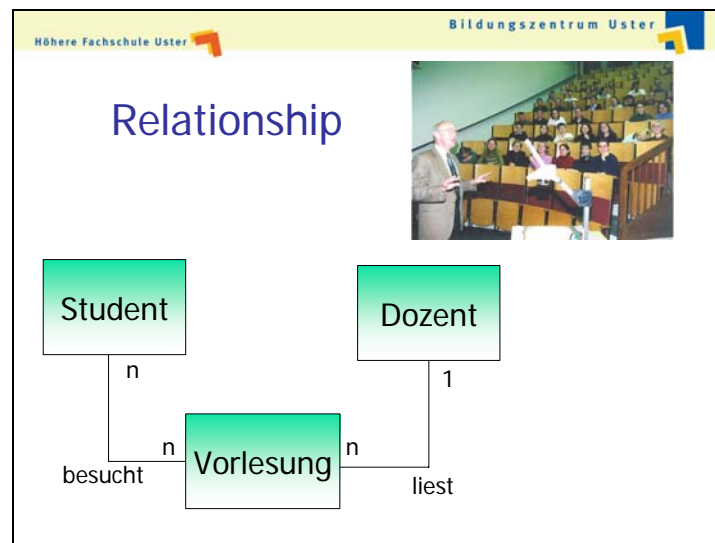 Höhere Fachschule Uster
Bildungszentrum Uster
Relationship
Student
Dozent
n
1
n
Vorlesung
n
besucht
liest